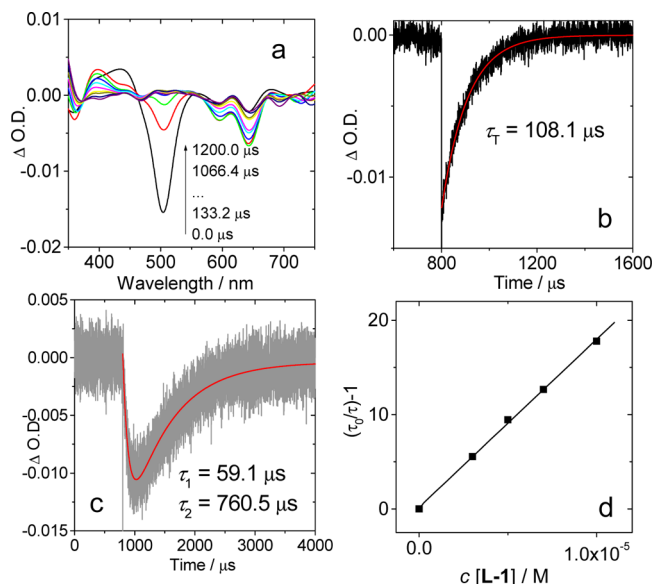 a
0.01
0.00
-0.01
-0.02
Δ O.D.
1200.0 μs
1066.4 μs
...
133.2 μs
0.0 μs
400 500 600 700
Wavelength / nm
b
0.00
-0.01
Δ O.D.
τT = 108.1 μs
800 1200 1600
Time / μs
0.005
0.000
-0.005
-0.010
-0.015
Δ O.D.
τ1 = 59.1 μs
τ2 = 760.5 μs
c
0 1000 2000 3000 4000
Time / μs
20
10
0
(τ0/τ)-1
d
0.0 1.0x10-5
c [L-1] / M